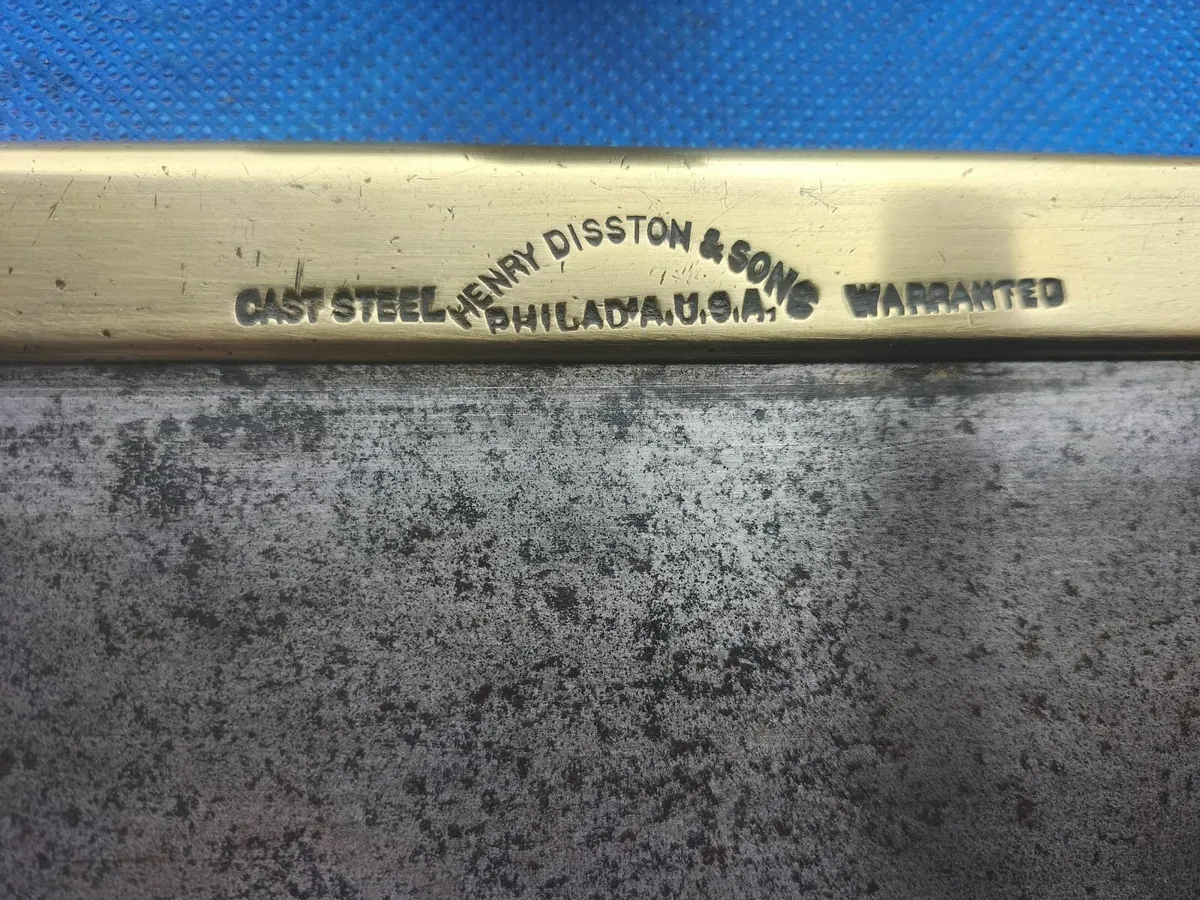 CAST STEEL HENRY DISSTON & SONS WARRANTED
PHILAD'A. U.S.A.